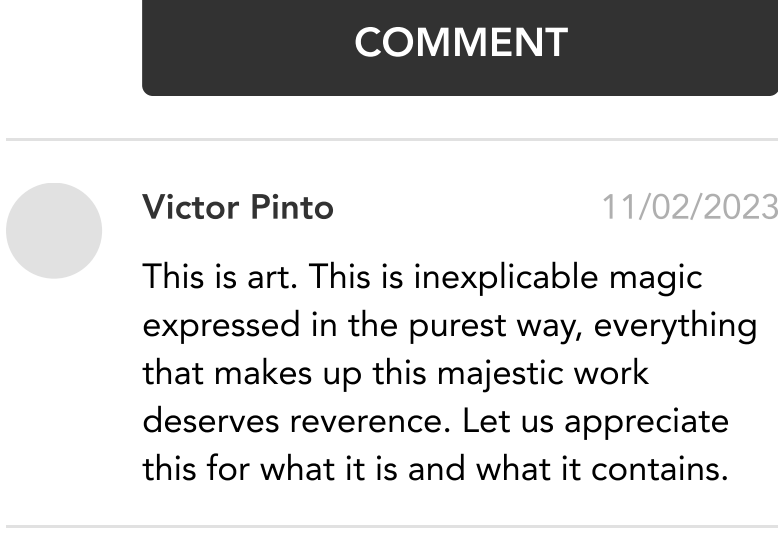 COMMENT
Victor Pinto 11/02/2023
This is art. This is inexplicable magic
expressed in the purest way, everything
that makes up this majestic work
deserves reverence. Let us appreciate
this for what it is and what it contains.